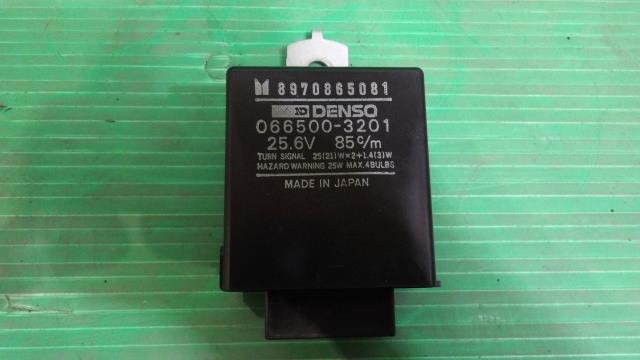 8970865081
DENSO
066500-3201
25.6V 85c/m
TURN SIGNAL 25(21)W×2+1.4(3)W
HAZARD WARNING 25W MAX.4BULBS
MADE IN JAPAN